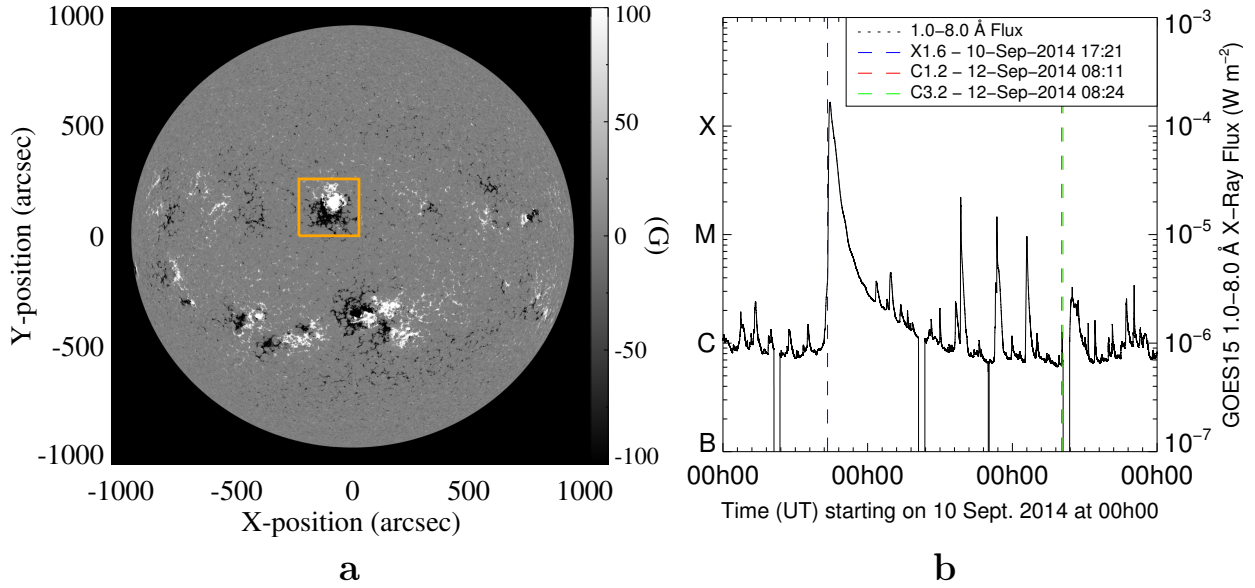 1000
500
0
-500
-1000
Y-position (arcsec)
-1000 -500 0 500 1000
X-position (arcsec)
100
50
0
-50
-100
(G)
a
1.0−8.0 Å Flux
X1.6 − 10−Sep−2014 17:21
C1.2 − 12−Sep−2014 08:11
C3.2 − 12−Sep−2014 08:24
X
M
C
B
10−3
10−4
10−5
10−6
10−7
GOES15 1.0−8.0 Å X−Ray Flux (W m−2)
00h00 00h00 00h00 00h00
Time (UT) starting on 10 Sept. 2014 at 00h00
b